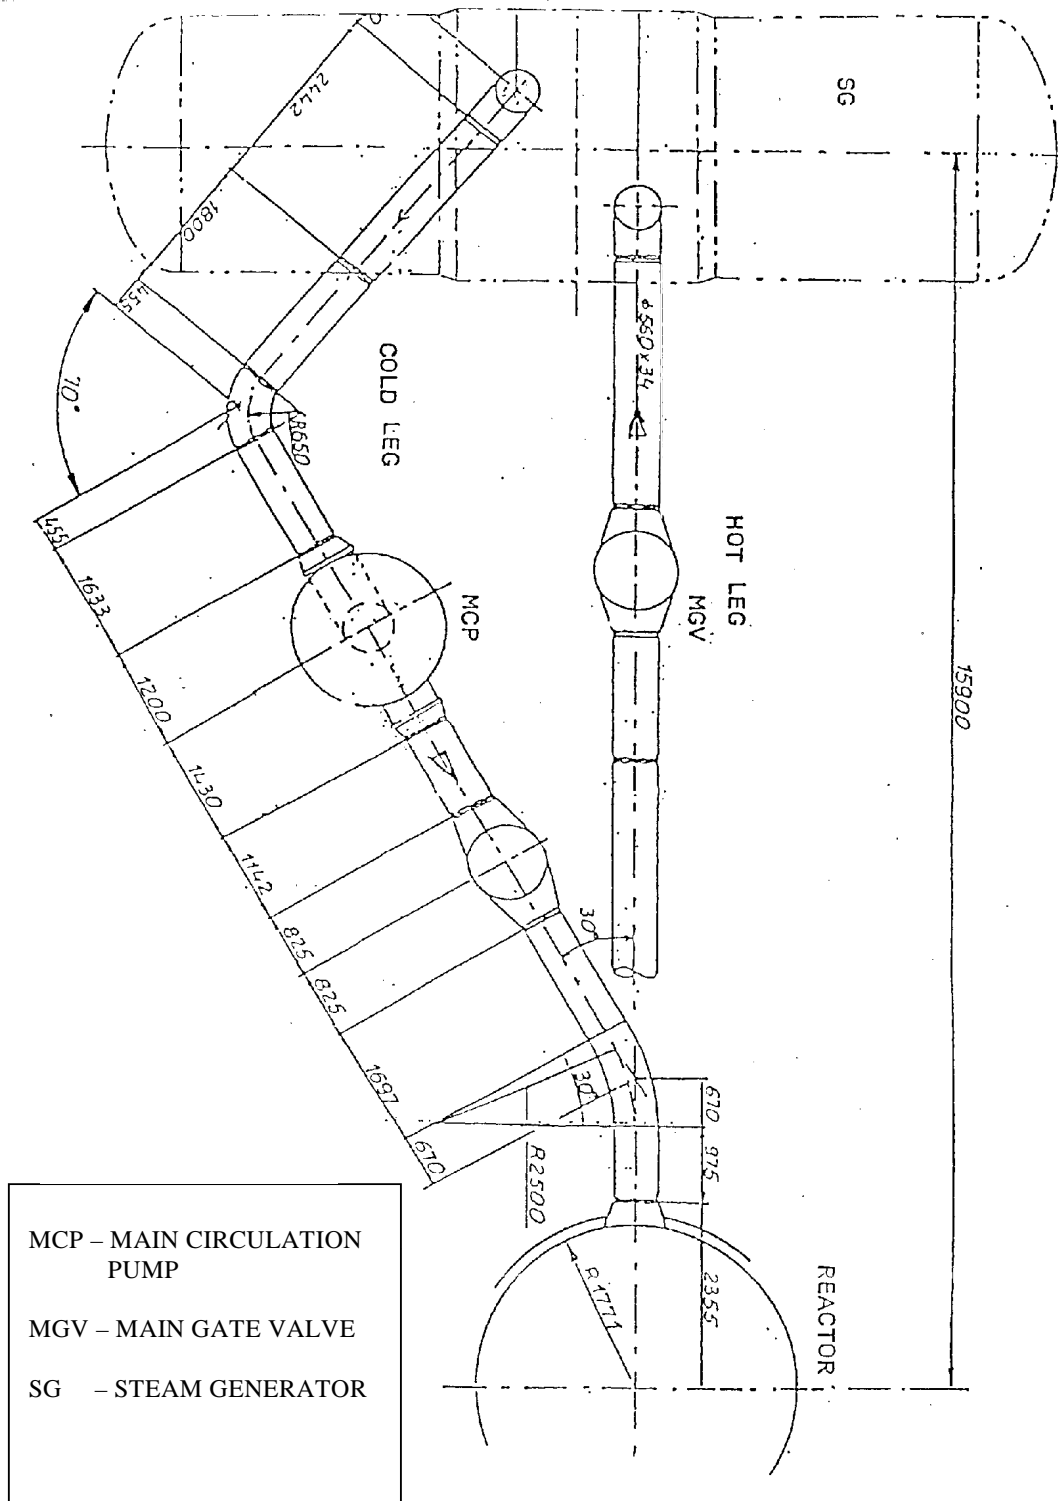 SG
2442
1800
455
70°
COLD LEG
R650
ø560x34
HOT LEG
MGV
MCP
15900
455
1633
1200
1430
1142
825
825
1697
670
30°
30°
R2500
670
975
2355
R1771
REACTOR
MCP – MAIN CIRCULATION
PUMP
MGV – MAIN GATE VALVE
SG – STEAM GENERATOR